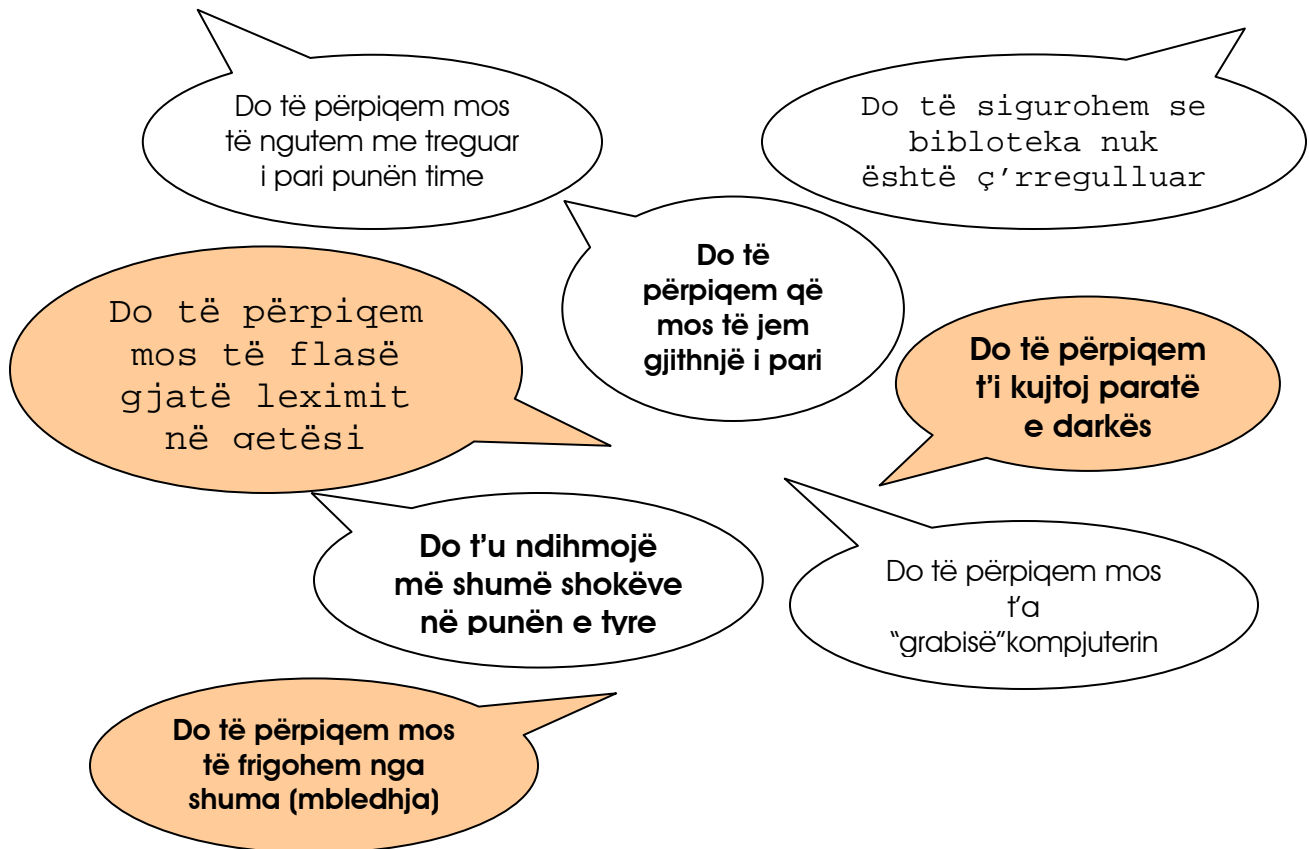 Do të përpiqem mos
të ngutem me treguar
i pari punën time
Do të sigurohem se
bibloteka nuk
është ç’rregulluar
Do të
përpiqem që
mos të jem
gjithnjë i pari
Do të përpiqem
mos të flasë
gjatë leximit
në qetësi
Do të përpiqem
t'i kujtoj paratë
e darkës
Do t'u ndihmojë
më shumë shokëve
në punën e tyre
Do të përpiqem mos
t’a
“grabisë”kompjuterin
Do të përpiqem mos
të frigohem nga
shuma (mbledhja)